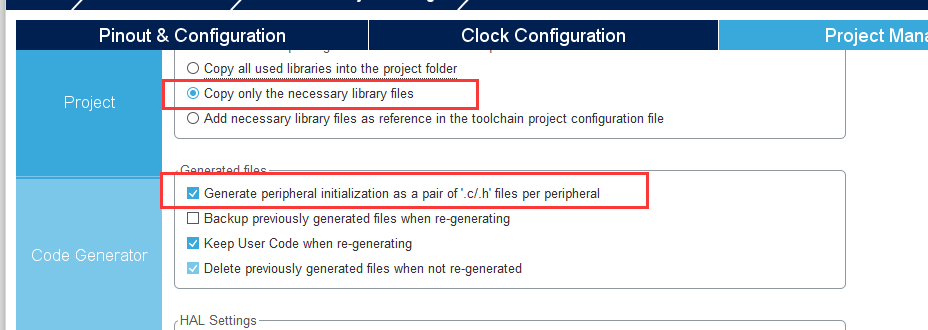 Pinout & Configuration
Clock Configuration
Project Mana
Copy all used libraries into the project folder
Project
Copy only the necessary library files
Add necessary library files as reference in the toolchain project configuration file
Generated files
Generate peripheral initialization as a pair of '.c/.h' files per peripheral
Backup previously generated files when re-generating
Code Generator
Keep User Code when re-generating
Delete previously generated files when not re-generated
HAL Settings